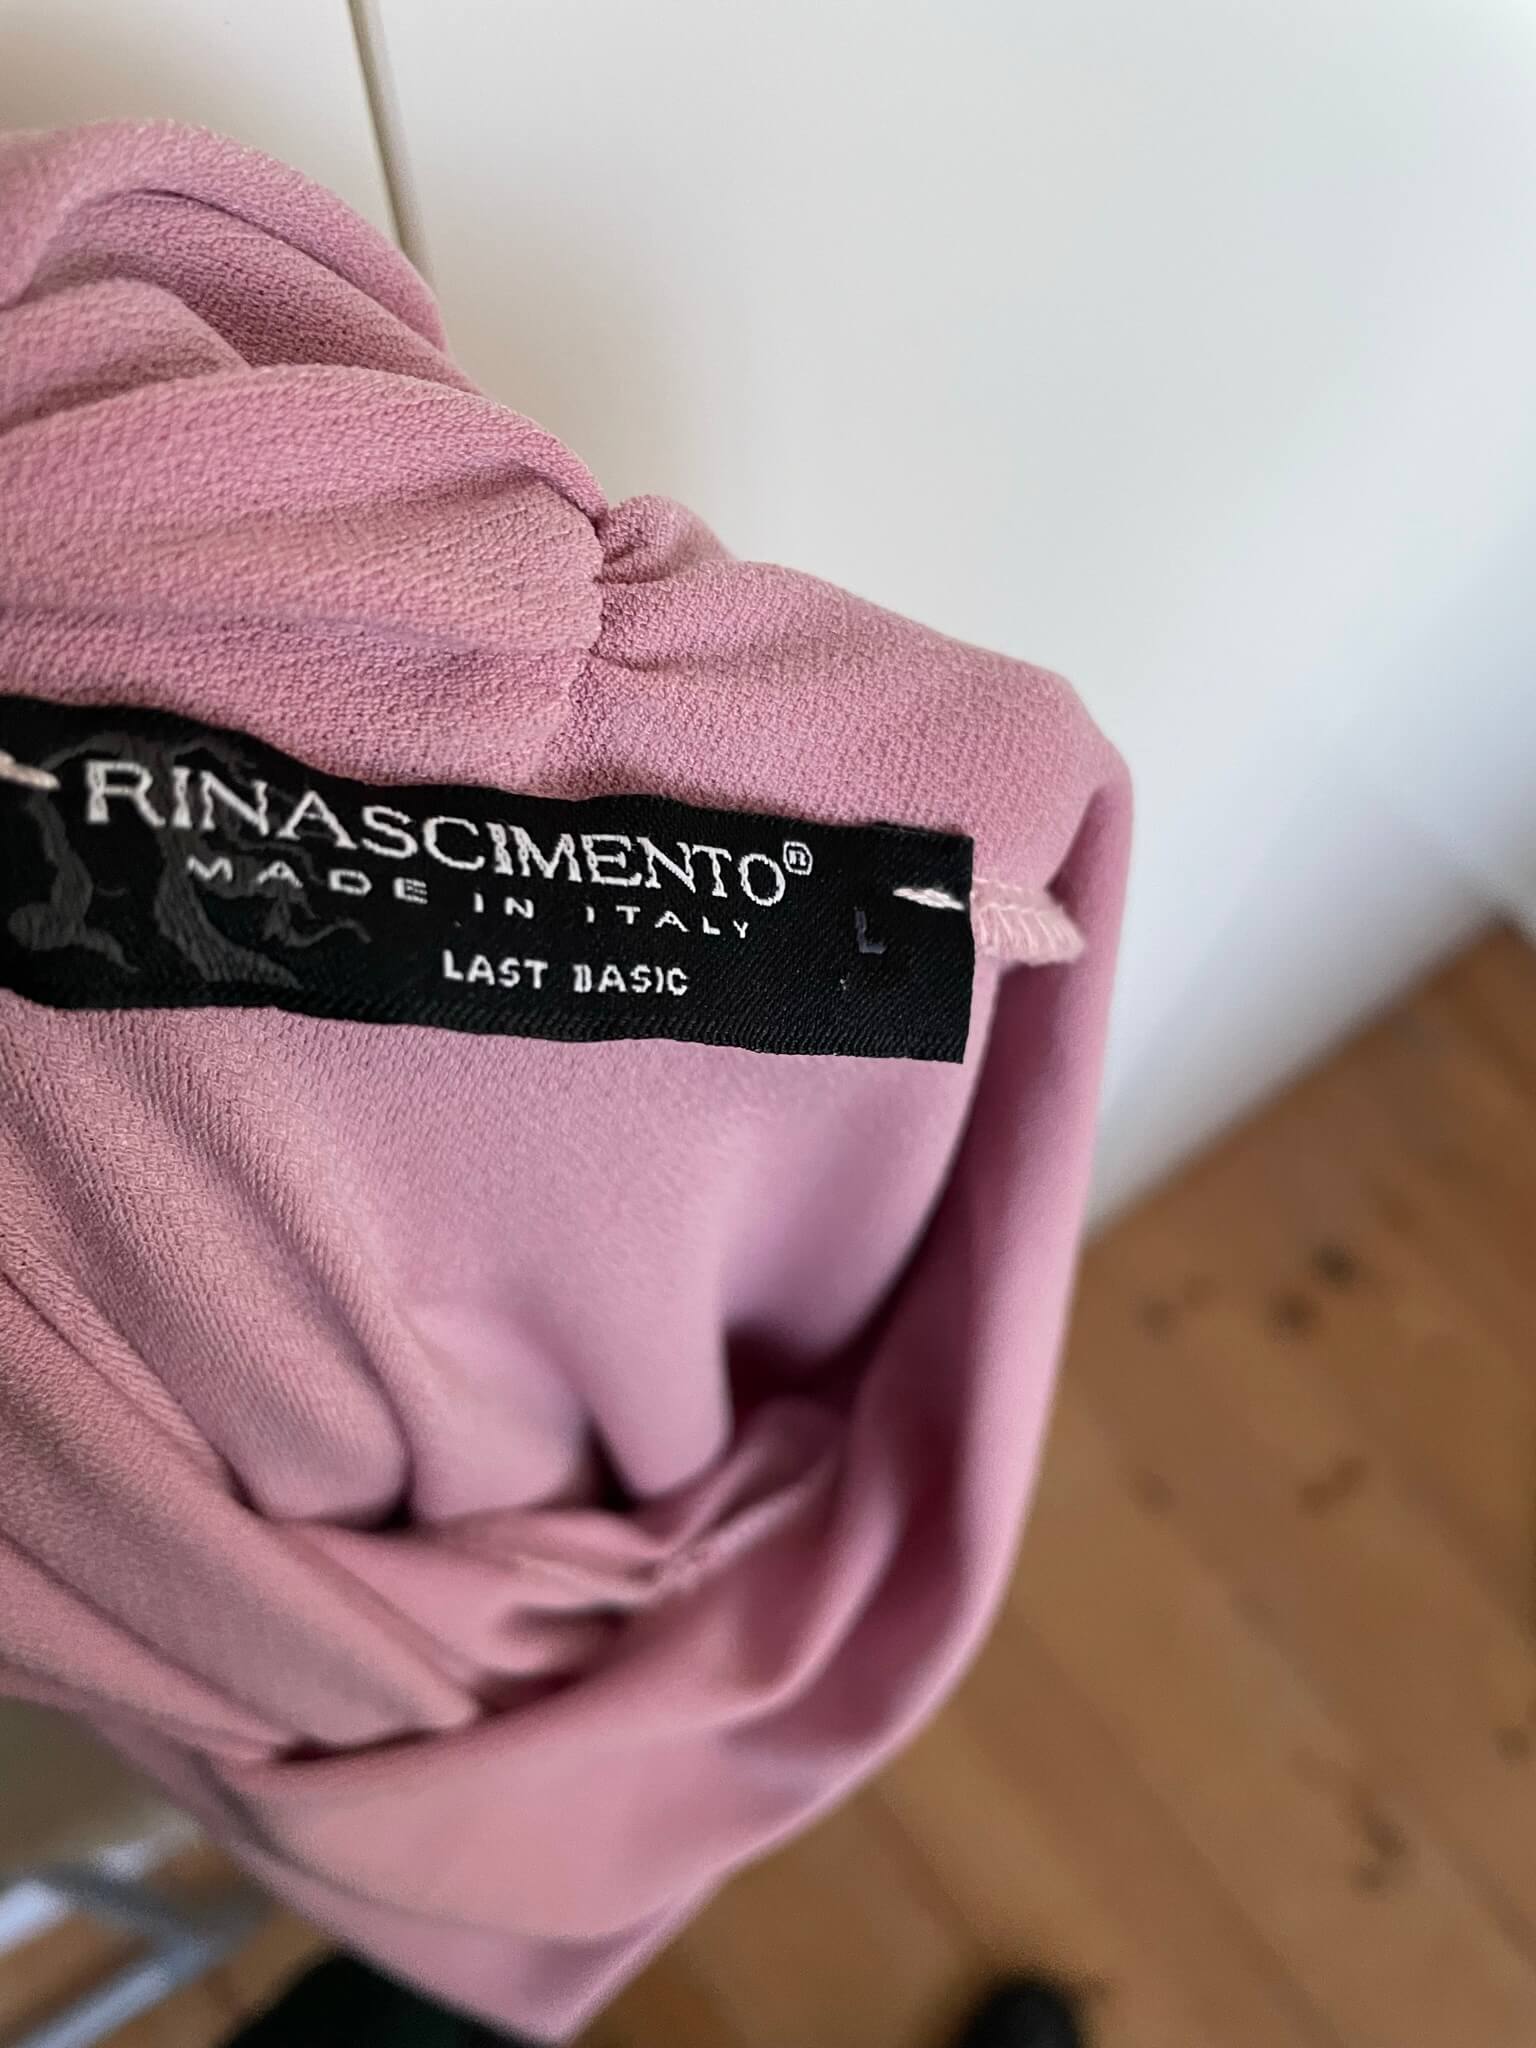 RINASCIMENTO®
MADE IN ITALY
LAST BASIC
L